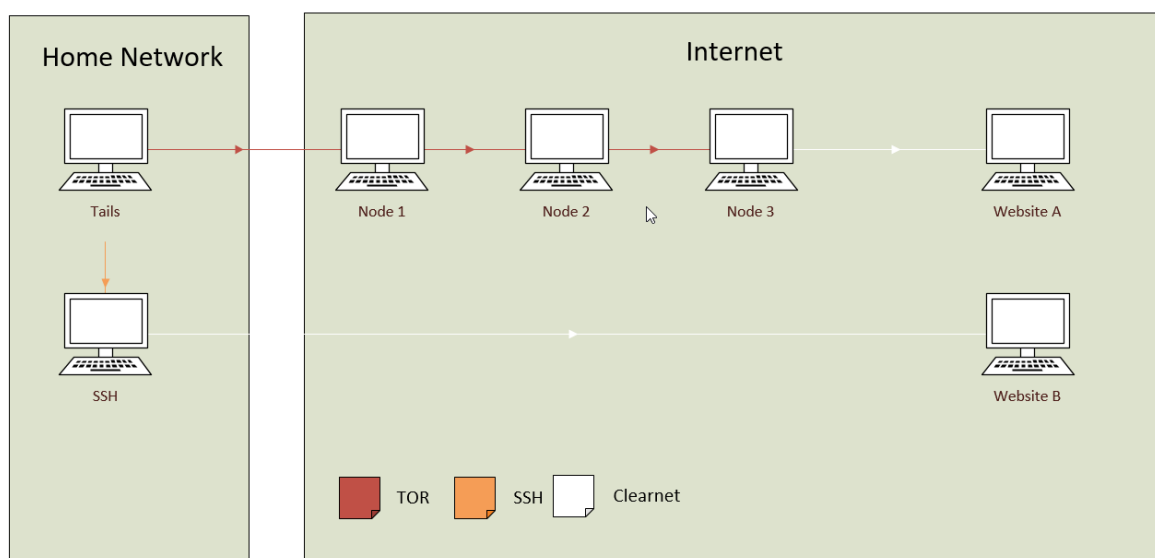 Home Network
Internet
Tails
Node 1
Node 2
Node 3
Website A
SSH
Website B
TOR
SSH
Clearnet